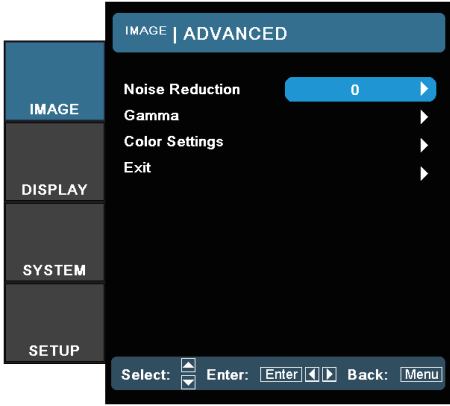 IMAGE | ADVANCED
Noise Reduction 0
Gamma
Color Settings
Exit
IMAGE
DISPLAY
SYSTEM
SETUP
Select: Enter: Enter Back: Menu